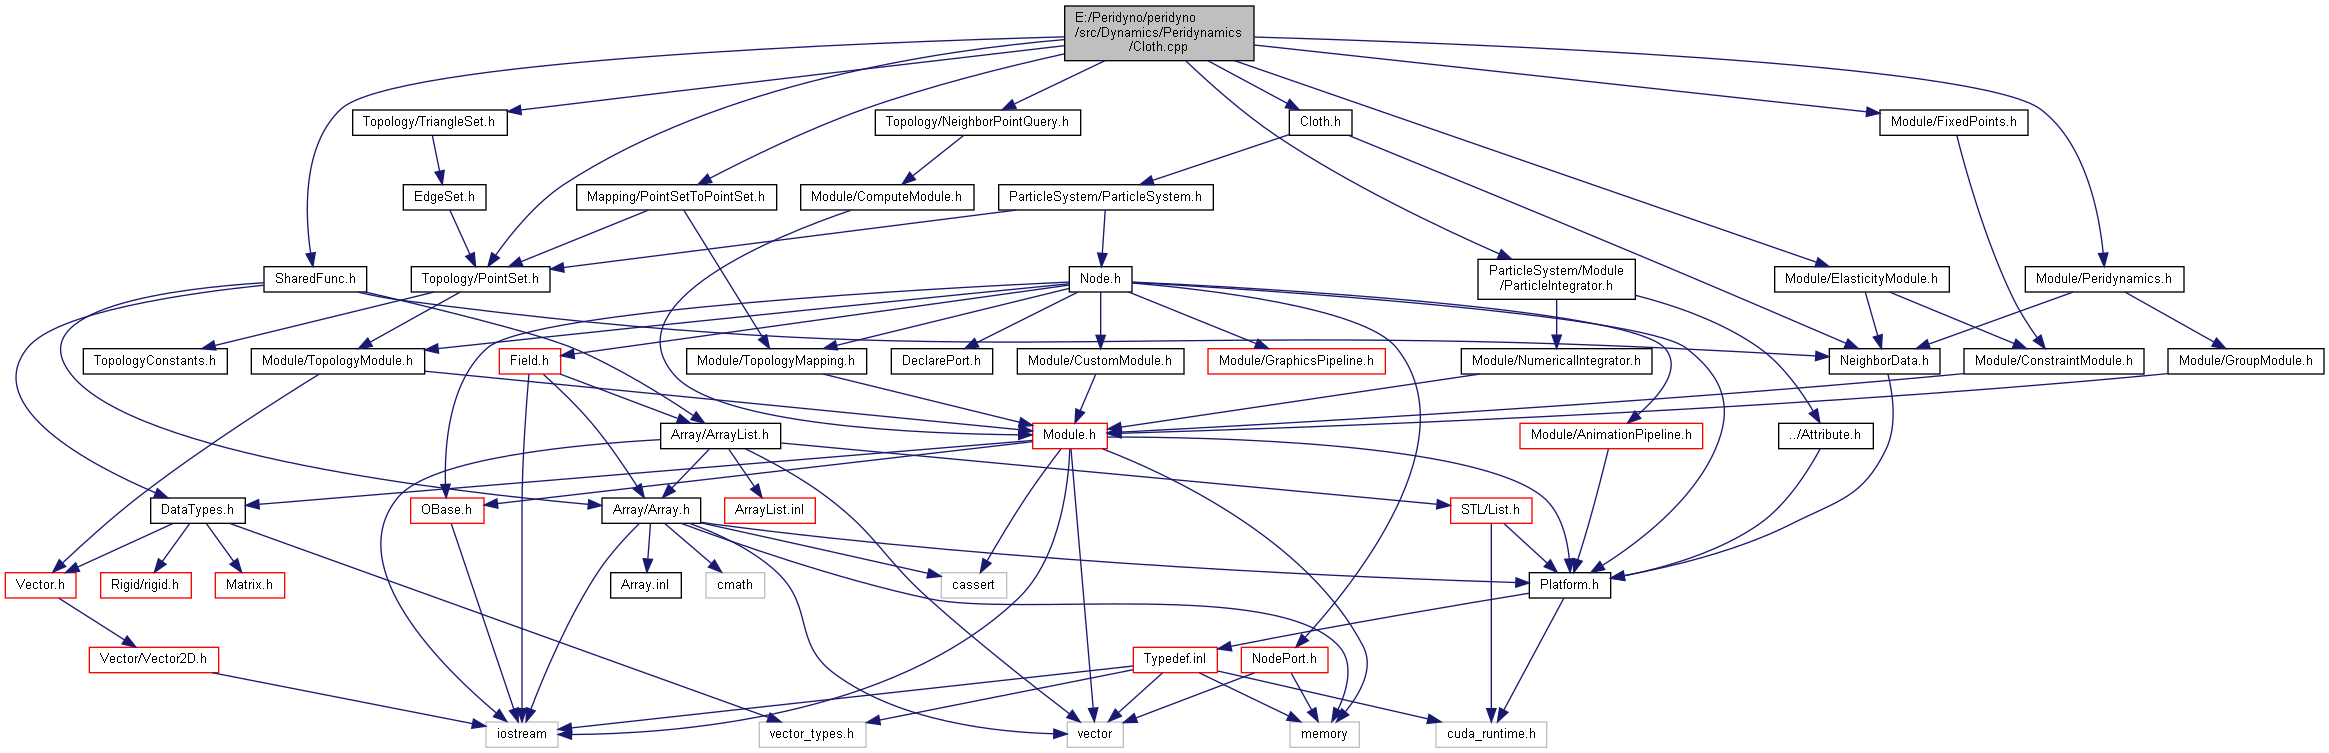 E:/Peridyno/peridyno
/src/Dynamics/Peridynamics
/Cloth.cpp
Topology/TriangleSet.h
Topology/NeighborPointQuery.h
Cloth.h
Module/FixedPoints.h
EdgeSet.h
Mapping/PointSetToPointSet.h
Module/ComputeModule.h
ParticleSystem/ParticleSystem.h
SharedFunc.h
Topology/PointSet.h
Node.h
ParticleSystem/Module
/ParticleIntegrator.h
Module/ElasticityModule.h
Module/Peridynamics.h
TopologyConstants.h
Module/TopologyModule.h
Field.h
Module/TopologyMapping.h
DeclarePort.h
Module/CustomModule.h
Module/GraphicsPipeline.h
Module/NumericalIntegrator.h
NeighborData.h
Module/ConstraintModule.h
Module/GroupModule.h
Array/ArrayList.h
Module.h
Module/AnimationPipeline.h
../Attribute.h
DataTypes.h
OBase.h
Array/Array.h
ArrayList.inl
STL/List.h
Vector.h
Rigid/rigid.h
Matrix.h
Array.inl
cmath
cassert
Platform.h
Vector/Vector2D.h
Typedef.inl
NodePort.h
iostream
vector_types.h
vector
memory
cuda_runtime.h